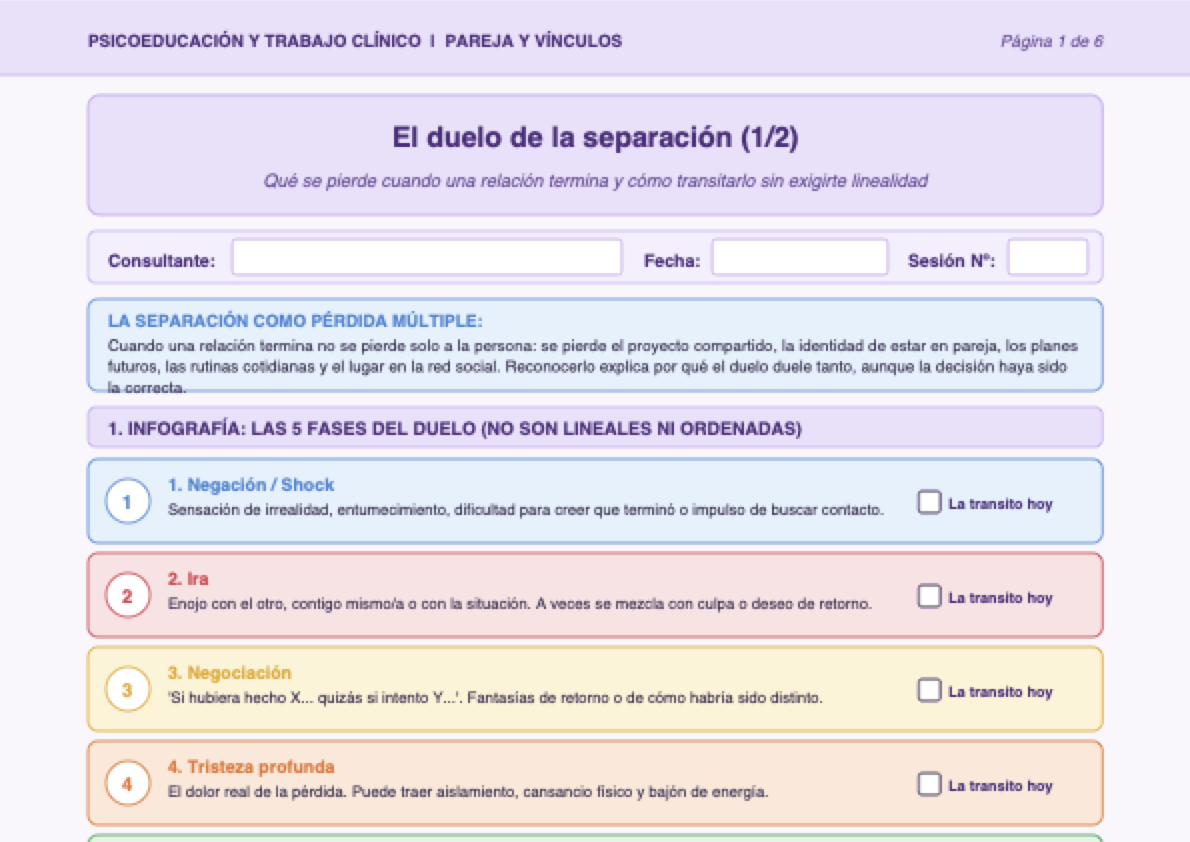 PSICOEDUCACIÓN Y TRABAJO CLÍNICO I PAREJA Y VÍNCULOS
Página 1 de 6
El duelo de la separación (1/2)
Qué se pierde cuando una relación termina y cómo transitarlo sin exigirte linealidad
Consultante:
Fecha:
Sesión N°:
LA SEPARACIÓN COMO PÉRDIDA MÚLTIPLE:
Cuando una relación termina no se pierde solo a la persona: se pierde el proyecto compartido, la identidad de estar en pareja, los planes
futuros, las rutinas cotidianas y el lugar en la red social. Reconocerlo explica por qué el duelo duele tanto, aunque la decisión haya sido
la correcta.
1. INFOGRAFÍA: LAS 5 FASES DEL DUELO (NO SON LINEALES NI ORDENADAS)
1
1. Negación / Shock
Sensación de irrealidad, entumecimiento, dificultad para creer que terminó o impulso de buscar contacto.
La transito hoy
2
2. Ira
Enojo con el otro, contigo mismo/a o con la situación. A veces se mezcla con culpa o deseo de retorno.
La transito hoy
3
3. Negociación
'Si hubiera hecho X... quizás si intento Y...'. Fantasías de retorno o de cómo habría sido distinto.
La transito hoy
4
4. Tristeza profunda
El dolor real de la pérdida. Puede traer aislamiento, cansancio físico y bajón de energía.
La transito hoy